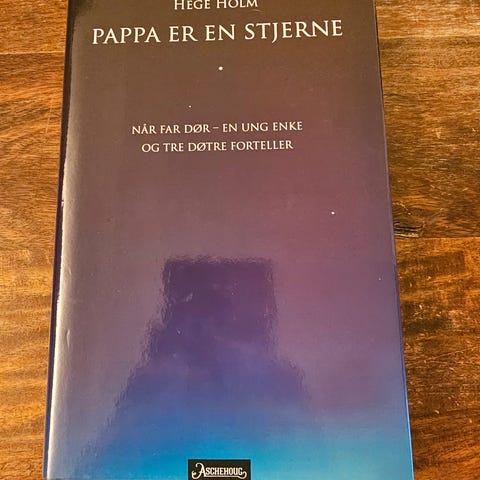 HEGE HOLM
PAPPA ER EN STJERNE
NÅR FAR DØR – EN UNG ENKE
OG TRE DØTRE FORTELLER
ASCHEHOUG